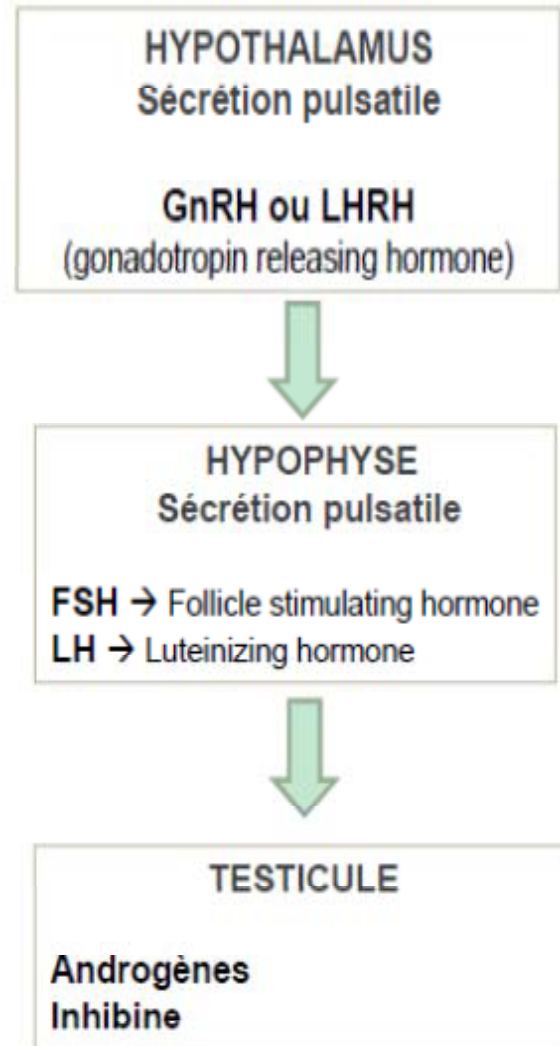 HYPOTHALAMUS
Sécrétion pulsatile
GnRH ou LHRH
(gonadotropin releasing hormone)
HYPOPHYSE
Sécrétion pulsatile
FSH → Follicle stimulating hormone
LH → Luteinizing hormone
TESTICULE
Androgènes
Inhibine